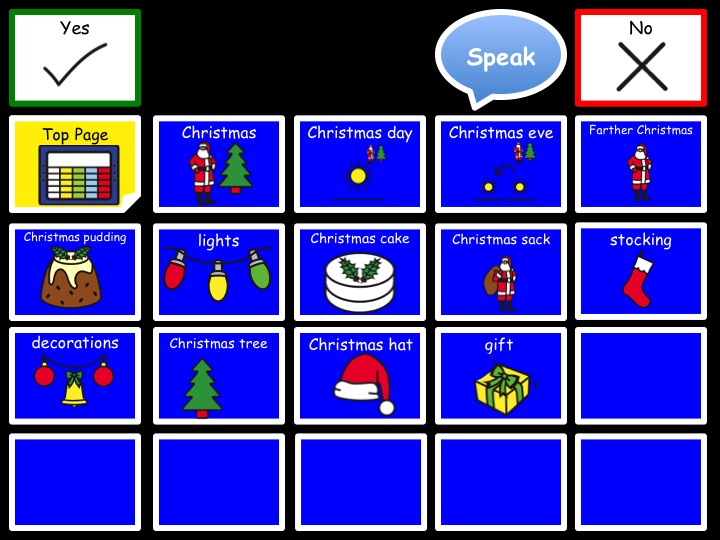 Yes
Speak
No
Top Page
Christmas
Christmas day
Christmas eve
Farther Christmas
Christmas pudding
lights
Christmas cake
Christmas sack
stocking
decorations
Christmas tree
Christmas hat
gift